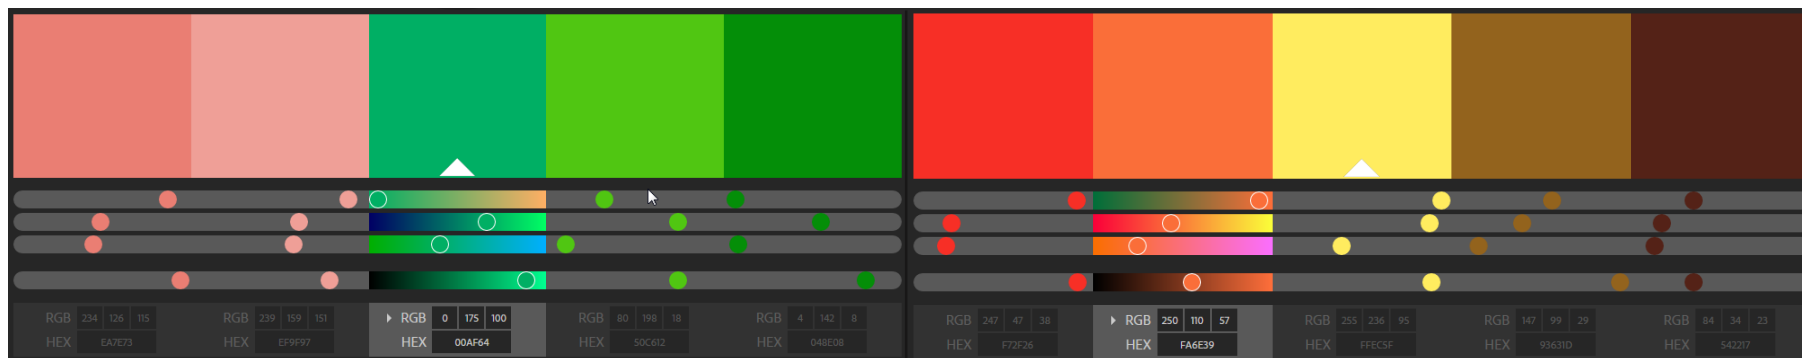 RGB 234 126 115
HEX EA7E73
RGB 239 159 151
HEX EF9F97
RGB 0 175 100
HEX 00AF64
RGB 80 198 18
HEX 50C612
RGB 4 142 8
HEX 048E08
RGB 247 47 38
HEX F72F26
RGB 250 110 57
HEX FA6E39
RGB 255 236 95
HEX FFEC5F
RGB 147 99 29
HEX 93631D
RGB 84 34 23
HEX 542217